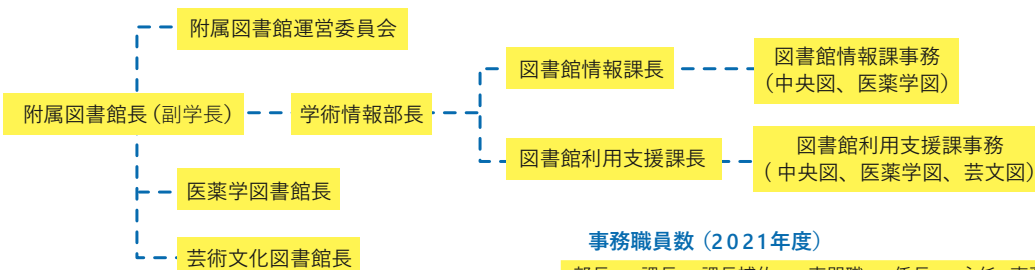 附属図書館運営委員会
附属図書館長(副学長)
学術情報部長
図書館情報課長
図書館情報課事務
(中央図、医薬学図)
図書館利用支援課長
図書館利用支援課事務
(中央図、医薬学図、芸文図)
医薬学図書館長
芸術文化図書館長
事務職員数(2021年度)